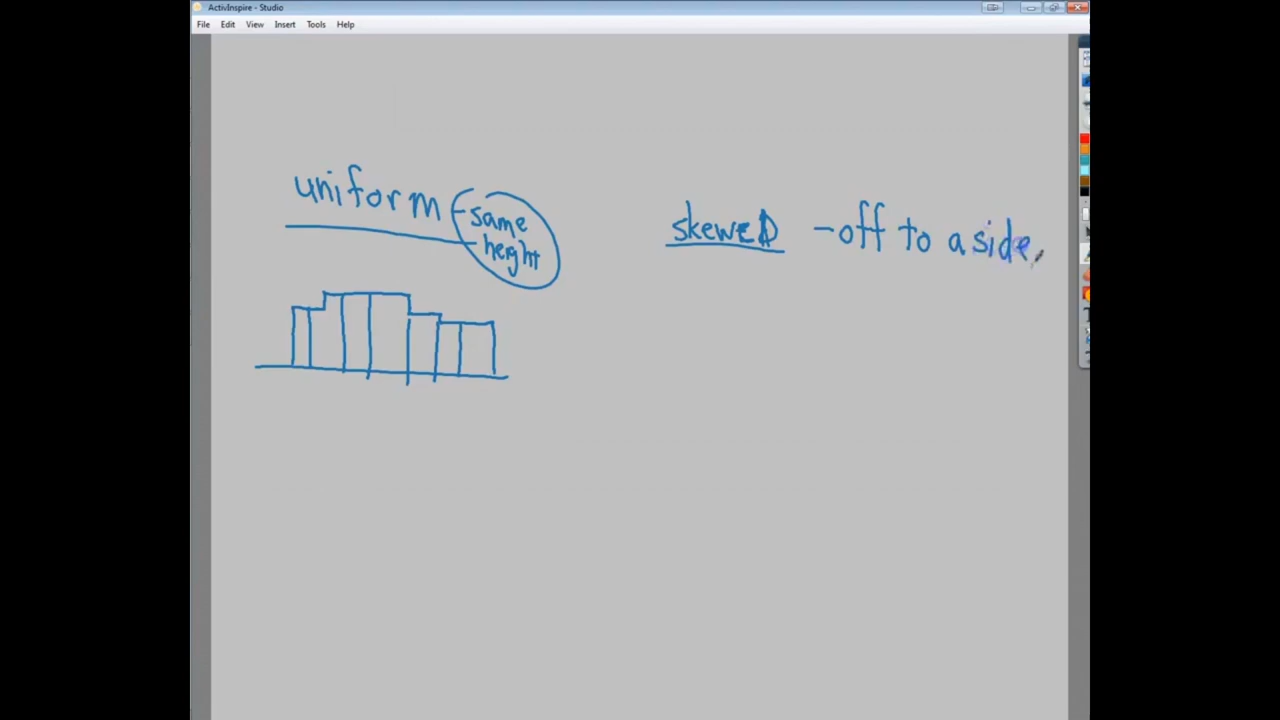 ActivInspire - Studio
File Edit View Insert Tools Help
uniform - same
height
skeweD - off to a side